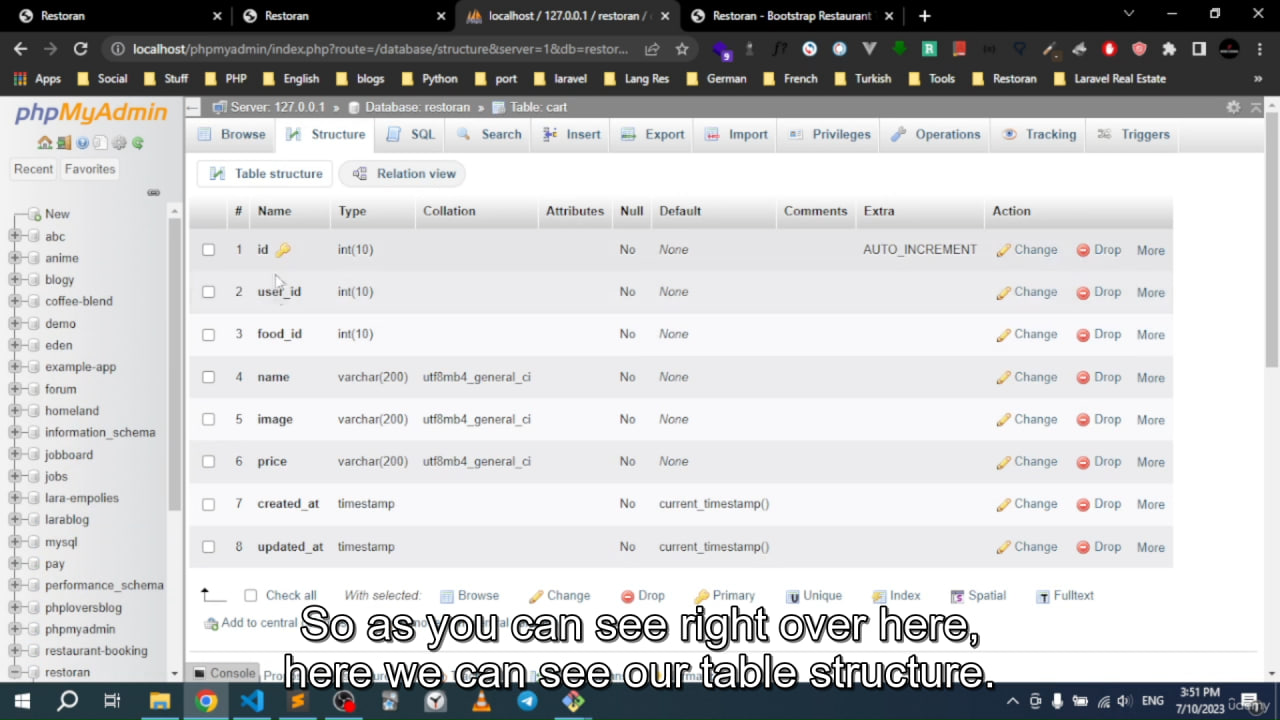 Restoran
Restoran
localhost / 127.0.0.1 / restoran /
Restoran - Bootstrap Restaurant
localhost/phpmyadmin/index.php?route=/database/structure&server=1&db=restor...
9
Apps Social Stuff PHP English blogs Python port laravel Lang Res German French Turkish Tools Restoran Laravel Real Estate »
phpMyAdmin
Recent Favorites
New
abc
anime
blogy
coffee-blend
demo
eden
example-app
forum
homeland
information_schema
jobboard
jobs
lara-empolies
larablog
mysql
pay
performance_schema
phploversblog
phpmyadmin
restaurant-booking
restoran
Server: 127.0.0.1 » Database: restoran » Table: cart
Browse Structure SQL Search Insert Export Import Privileges Operations Tracking Triggers
Table structure Relation view
# Name Type Collation Attributes Null Default Comments Extra Action
1 id int(10) No None AUTO_INCREMENT Change Drop More
2 user_id int(10) No None Change Drop More
3 food_id int(10) No None Change Drop More
4 name varchar(200) utf8mb4_general_ci No None Change Drop More
5 image varchar(200) utf8mb4_general_ci No None Change Drop More
6 price varchar(200) utf8mb4_general_ci No None Change Drop More
7 created_at timestamp No current_timestamp() Change Drop More
8 updated_at timestamp No current_timestamp() Change Drop More
Check all With selected: Browse Change Drop Primary Unique Index Spatial Fulltext
Add to central
Console
So as you can see right over here,
here we can see our table structure.
ENG
3:51 PM
7/10/2023
udemy